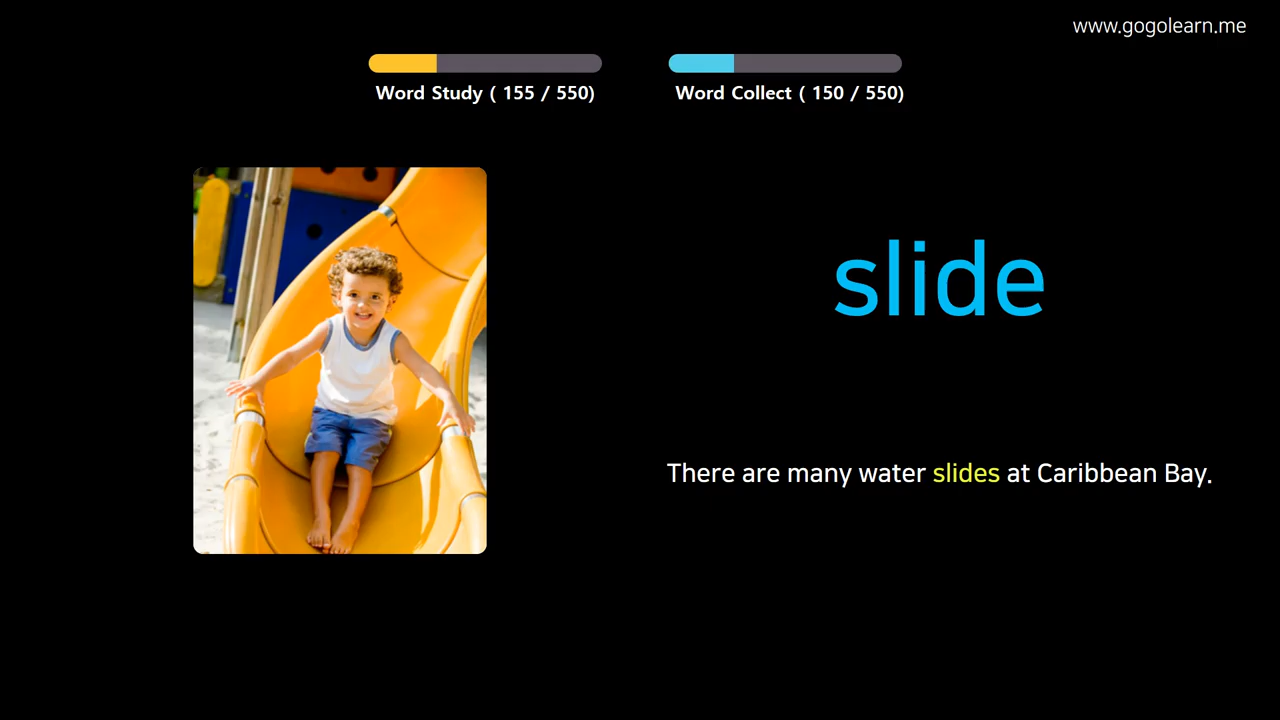 www.gogolearn.me
Word Study ( 155 / 550)
Word Collect ( 150 / 550)
slide
There are many water slides at Caribbean Bay.